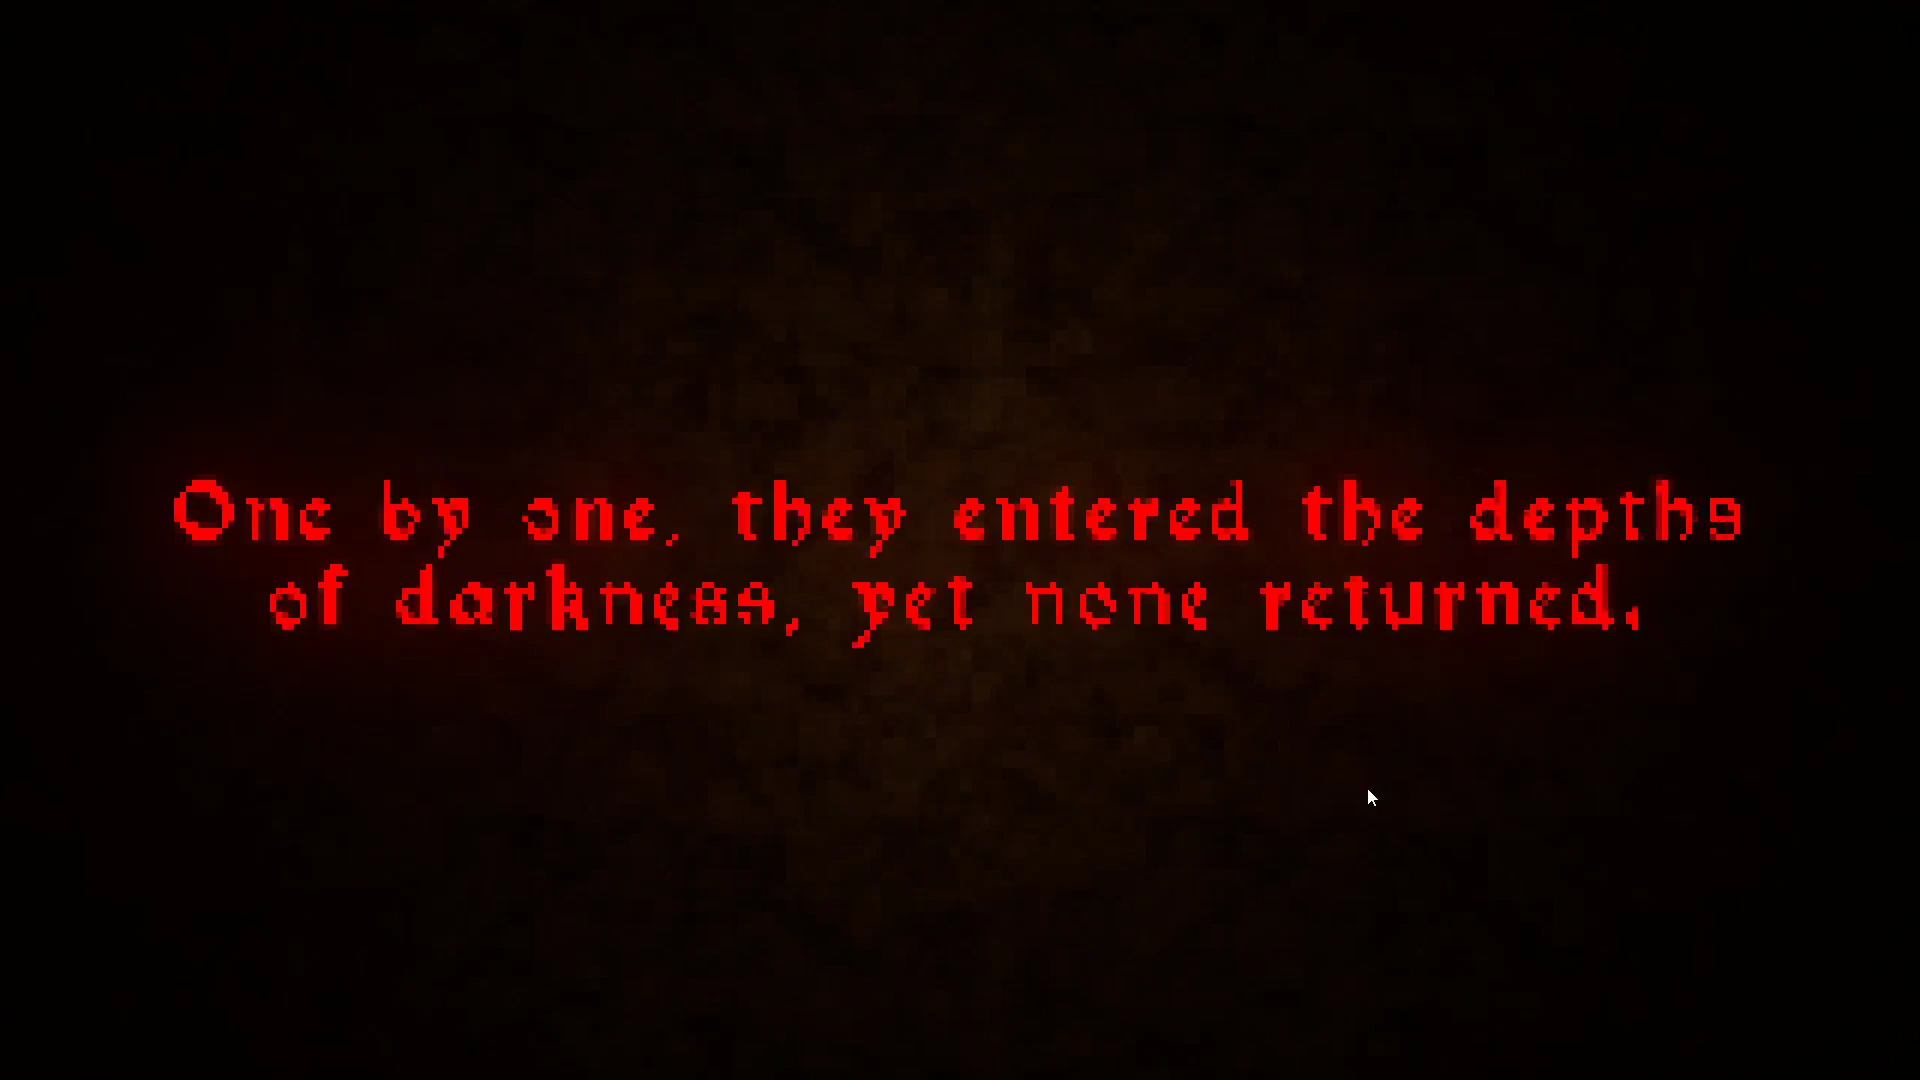 One by one, they entered the depths
of darkness, yet none returned.